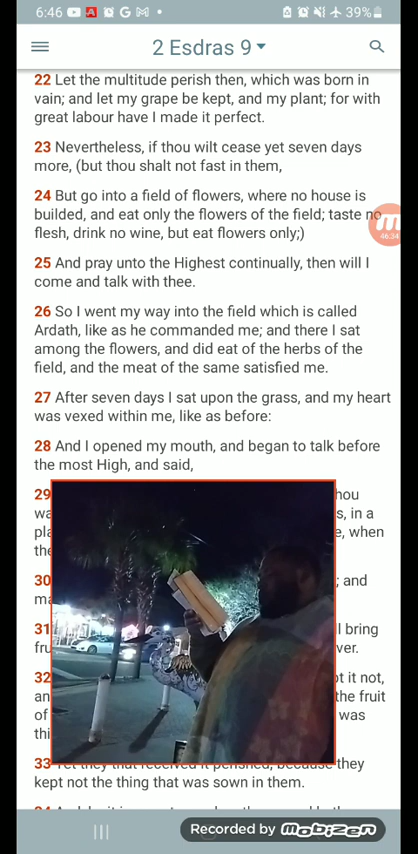 6:46 39%
2 Esdras 9
22 Let the multitude perish then, which was born in
vain; and let my grape be kept, and my plant; for with
great labour have I made it perfect.
23 Nevertheless, if thou wilt cease yet seven days
more, (but thou shalt not fast in them,
24 But go into a field of flowers, where no house is
builded, and eat only the flowers of the field; taste no
flesh, drink no wine, but eat flowers only;)
46:34
25 And pray unto the Highest continually, then will I
come and talk with thee.
26 So I went my way into the field which is called
Ardath, like as he commanded me; and there I sat
among the flowers, and did eat of the herbs of the
field, and the meat of the same satisfied me.
27 After seven days I sat upon the grass, and my heart
was vexed within me, like as before:
28 And I opened my mouth, and began to talk before
the most High, and said,
29 hou
wa s, in a
pla e, when
the
30 ; and
ma
31 ll bring
fru ver.
32 ot it not,
an the fruit
of was
thi
33 Yet they that received it perished, because they
kept not the thing that was sown in them.
Recorded by mobizen